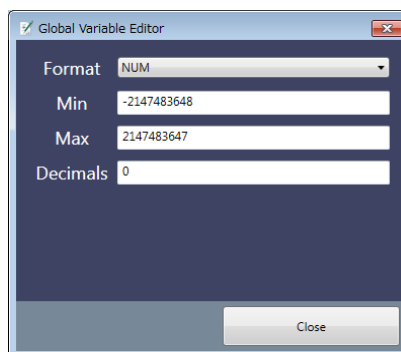 Global Variable Editor
Format NUM
Min -2147483648
Max 2147483647
Decimals 0
Close